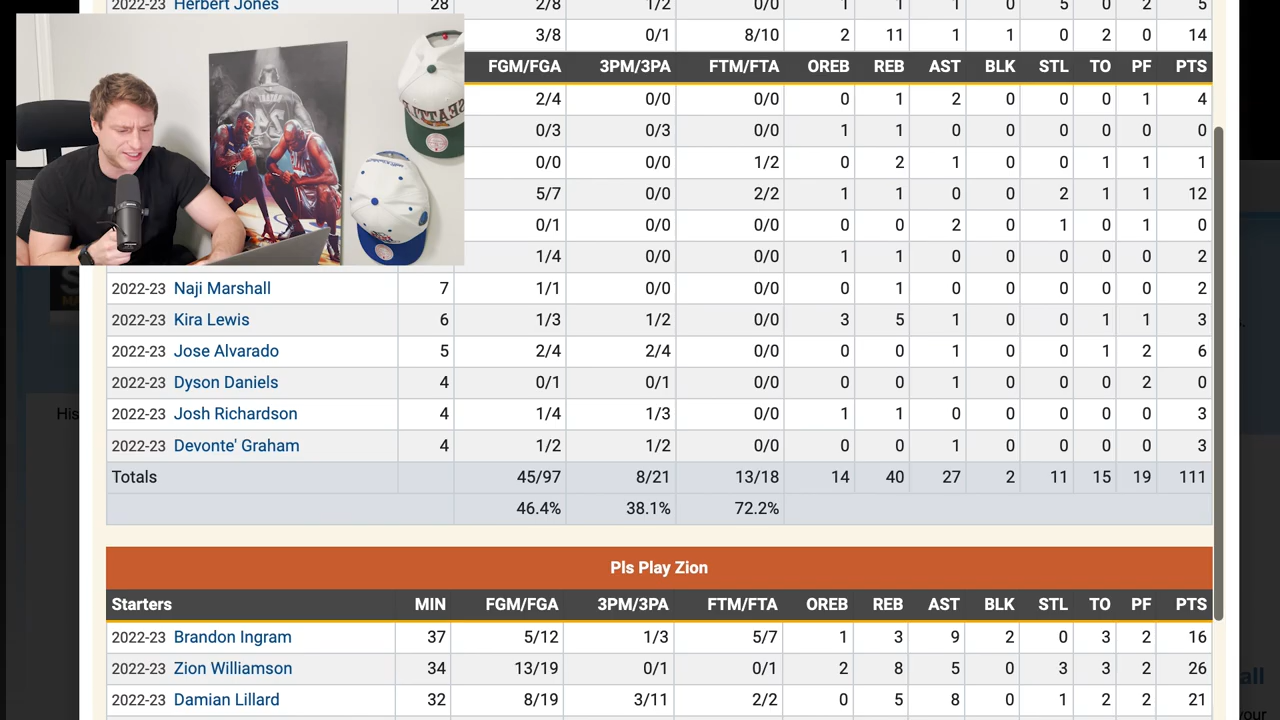 2022-23 Herbert Jones 28 2/8 1/2 0/0 1 1 1 0 5 0 2 5
3/8 0/1 8/10 2 11 1 1 0 2 0 14
FGM/FGA 3PM/3PA FTM/FTA OREB REB AST BLK STL TO PF PTS
2/4 0/0 0/0 0 1 2 0 0 0 1 4
0/3 0/3 0/0 1 1 0 0 0 0 0 0
0/0 0/0 1/2 0 2 1 0 0 1 1 1
5/7 0/0 2/2 1 1 0 0 2 1 1 12
0/1 0/0 0/0 0 0 2 0 1 0 1 0
1/4 0/0 0/0 1 1 0 0 0 0 0 2
2022-23 Naji Marshall 7 1/1 0/0 0/0 0 1 0 0 0 0 0 2
2022-23 Kira Lewis 6 1/3 1/2 0/0 3 5 1 0 0 1 1 3
2022-23 Jose Alvarado 5 2/4 2/4 0/0 0 0 1 0 0 1 2 6
2022-23 Dyson Daniels 4 0/1 0/1 0/0 0 0 1 0 0 0 2 0
2022-23 Josh Richardson 4 1/4 1/3 0/0 1 1 0 0 0 0 0 3
2022-23 Devonte' Graham 4 1/2 1/2 0/0 0 0 1 0 0 0 0 3
Totals 45/97 8/21 13/18 14 40 27 2 11 15 19 111
46.4% 38.1% 72.2%
Pls Play Zion
Starters MIN FGM/FGA 3PM/3PA FTM/FTA OREB REB AST BLK STL TO PF PTS
2022-23 Brandon Ingram 37 5/12 1/3 5/7 1 3 9 2 0 3 2 16
2022-23 Zion Williamson 34 13/19 0/1 0/1 2 8 5 0 3 3 2 26
2022-23 Damian Lillard 32 8/19 3/11 2/2 0 5 8 0 1 2 2 21
His
all
your
24